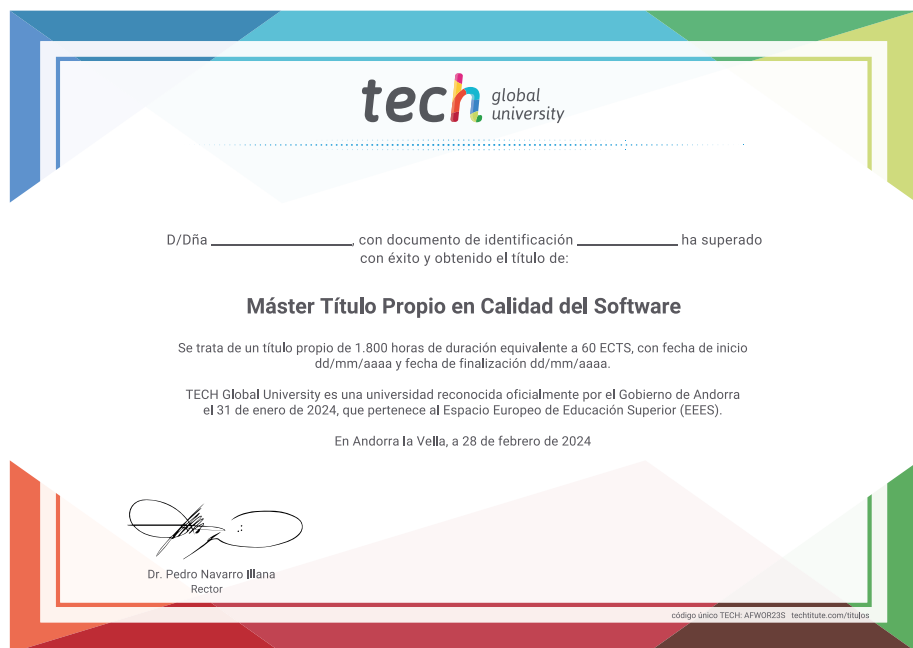 tech global university
D/Dña ____________________, con documento de identificación ______________ ha superado
con éxito y obtenido el título de:
Máster Título Propio en Calidad del Software
Se trata de un título propio de 1.800 horas de duración equivalente a 60 ECTS, con fecha de inicio
dd/mm/aaaa y fecha de finalización dd/mm/aaaa.
TECH Global University es una universidad reconocida oficialmente por el Gobierno de Andorra
el 31 de enero de 2024, que pertenece al Espacio Europeo de Educación Superior (EEES).
En Andorra la Vella, a 28 de febrero de 2024
Dr. Pedro Navarro Illana
Rector
código único TECH: AFWOR23S techtitute.com/titulos